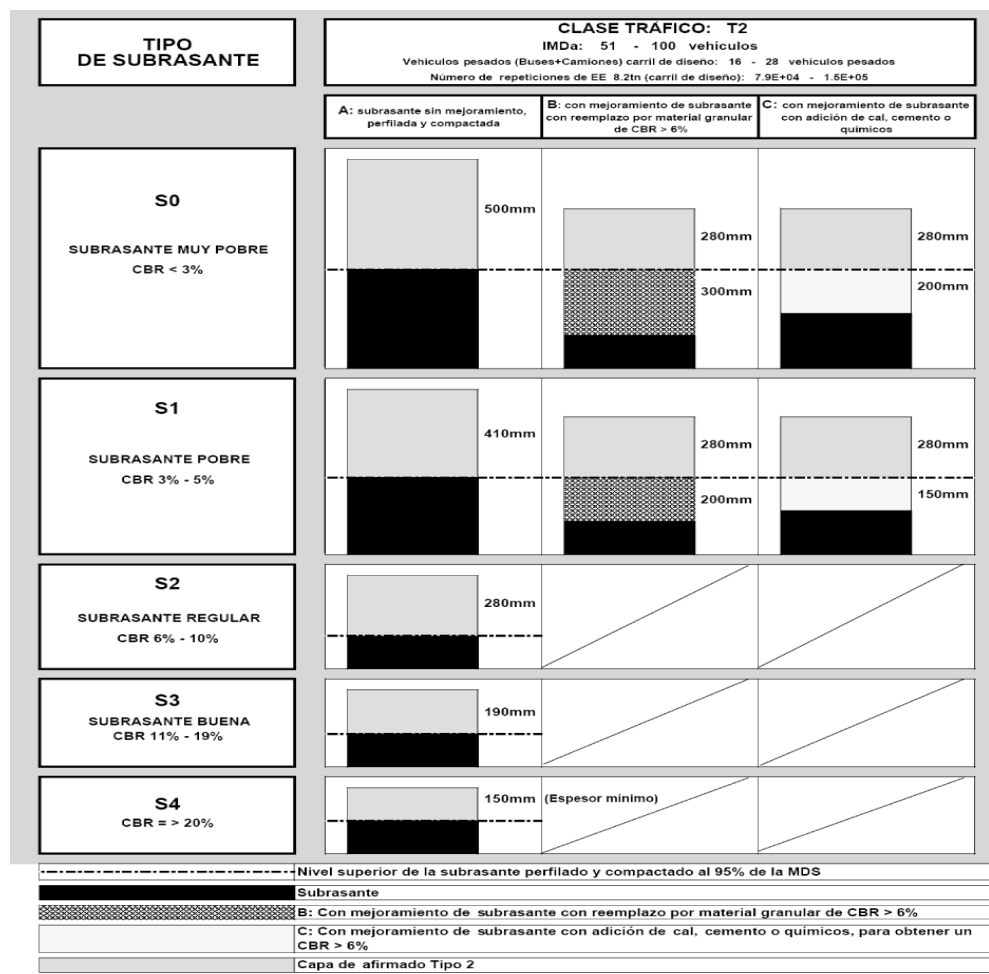 TIPO
DE SUBRASANTE
CLASE TRÁFICO: T2
IMDa: 51 - 100 vehículos
Vehículos pesados (Buses+Camiones) carril de diseño: 16 - 28 vehículos pesados
Número de repeticiones de EE 8.2tn (carril de diseño): 7.9E+04 - 1.5E+05
A: subrasante sin mejoramiento,
perfilada y compactada
B: con mejoramiento de subrasante
con reemplazo por material granular
de CBR > 6%
C: con mejoramiento de subrasante
con adición de cal, cemento o
químicos
S0
SUBRASANTE MUY POBRE
CBR < 3%
500mm
280mm
300mm
280mm
200mm
S1
SUBRASANTE POBRE
CBR 3% - 5%
410mm
280mm
200mm
280mm
150mm
S2
SUBRASANTE REGULAR
CBR 6% - 10%
280mm
S3
SUBRASANTE BUENA
CBR 11% - 19%
190mm
S4
CBR = > 20%
150mm (Espesor mínimo)
Nivel superior de la subrasante perfilado y compactado al 95% de la MDS
Subrasante
B: Con mejoramiento de subrasante con reemplazo por material granular de CBR > 6%
C: Con mejoramiento de subrasante con adición de cal, cemento o químicos, para obtener un
CBR > 6%
Capa de afirmado Tipo 2